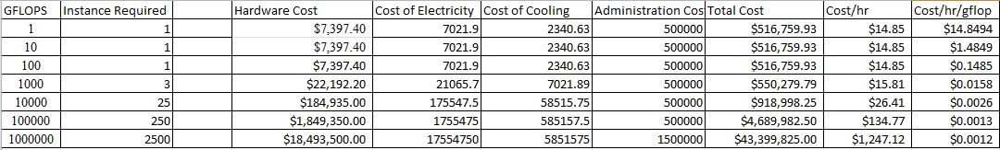 GFLOPS Instance Required Hardware Cost Cost of Electricity Cost of Cooling Administration Cos Total Cost Cost/hr Cost/hr/gflop
1 1 $7,397.40 7021.9 2340.63 500000 $516,759.93 $14.85 $14.8494
10 1 $7,397.40 7021.9 2340.63 500000 $516,759.93 $14.85 $1.4849
100 1 $7,397.40 7021.9 2340.63 500000 $516,759.93 $14.85 $0.1485
1000 3 $22,192.20 21065.7 7021.89 500000 $550,279.79 $15.81 $0.0158
10000 25 $184,935.00 175547.5 58515.75 500000 $918,998.25 $26.41 $0.0026
100000 250 $1,849,350.00 1755475 585157.5 500000 $4,689,982.50 $134.77 $0.0013
1000000 2500 $18,493,500.00 17554750 5851575 1500000 $43,399,825.00 $1,247.12 $0.0012